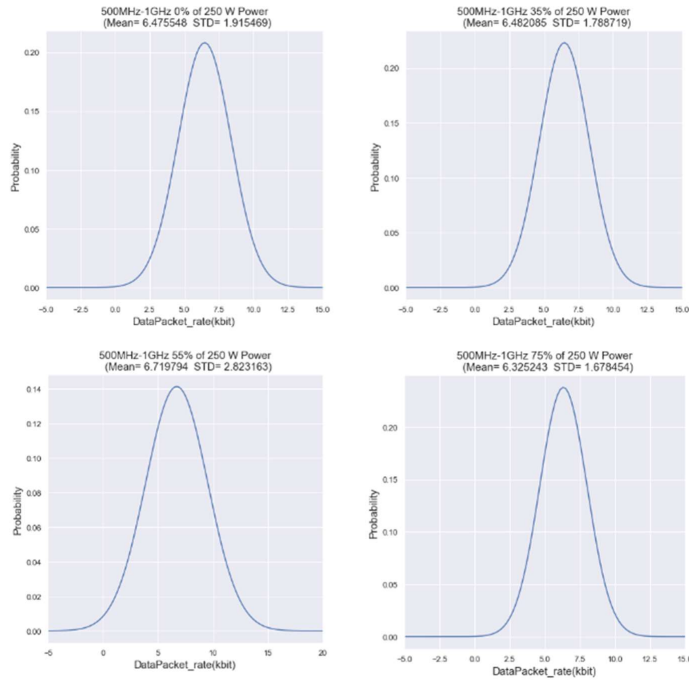 500MHz-1GHz 0% of 250 W Power
(Mean= 6.475548 STD= 1.915469)
0.20
0.15
0.10
0.05
0.00
Probability
−5.0 −2.5 0.0 2.5 5.0 7.5 10.0 12.5 15.0
DataPacket_rate(kbit)
500MHz-1GHz 35% of 250 W Power
(Mean= 6.482085 STD= 1.788719)
0.20
0.15
0.10
0.05
0.00
Probability
−5.0 −2.5 0.0 2.5 5.0 7.5 10.0 12.5 15.0
DataPacket_rate(kbit)
500MHz-1GHz 55% of 250 W Power
(Mean= 6.719794 STD= 2.823163)
0.14
0.12
0.10
0.08
0.06
0.04
0.02
0.00
Probability
−5 0 5 10 15 20
DataPacket_rate(kbit)
500MHz-1GHz 75% of 250 W Power
(Mean= 6.325243 STD= 1.678454)
0.20
0.15
0.10
0.05
0.00
Probability
−5.0 −2.5 0.0 2.5 5.0 7.5 10.0 12.5 15.0
DataPacket_rate(kbit)